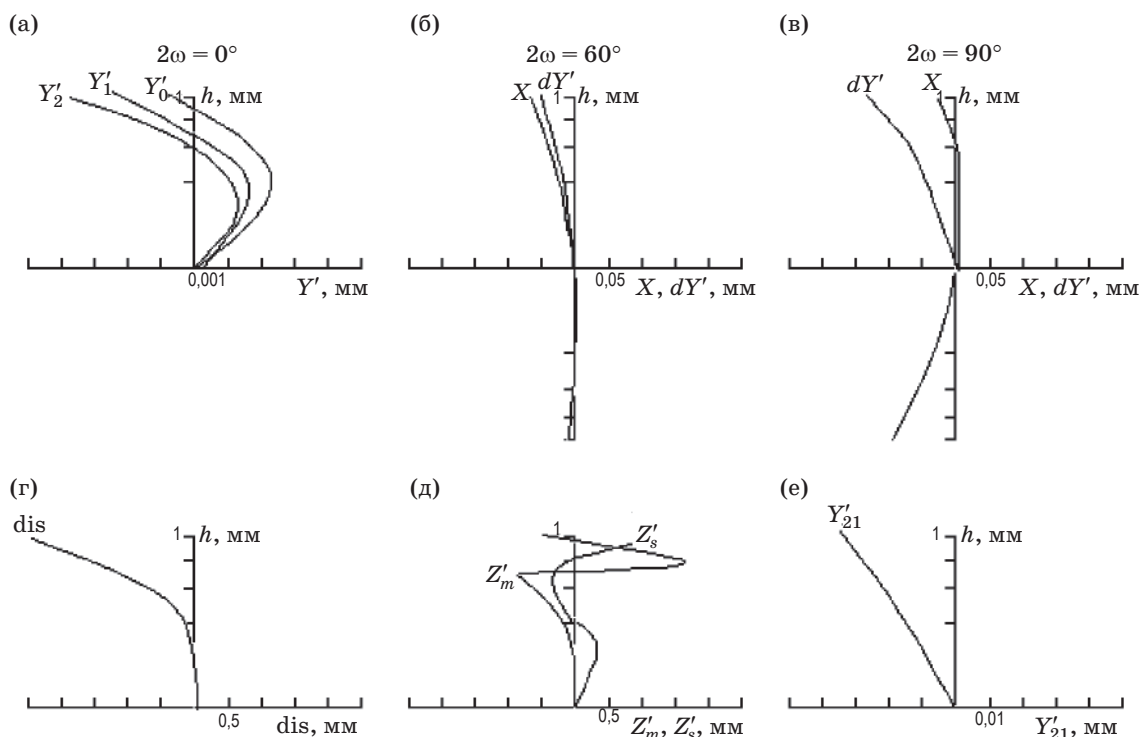 (а)
2ω = 0°
Y′₂ Y′₁ Y′₀ 1 h, мм
0,001
Y′, мм
(б)
2ω = 60°
X dY′ 1 h, мм
0,05
X, dY′, мм
(в)
2ω = 90°
dY′ X 1 h, мм
0,05
X, dY′, мм
(г)
dis 1 h, мм
0,5
dis, мм
(д)
1
Z′ₛ
Z′ₘ
0,5
Z′ₘ, Z′ₛ, мм
(е)
Y′₂₁ 1 h, мм
0,01
Y′₂₁, мм